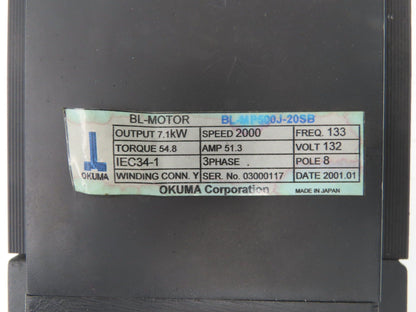 BL-MOTOR BL-MP500J-20SB
OUTPUT 7.1kW SPEED 2000 FREQ. 133
TORQUE 54.8 AMP 51.3 VOLT 132
IEC34-1 3PHASE . POLE 8
OKUMA WINDING CONN. Y SER. No. 03000117 DATE 2001.01
OKUMA Corporation MADE IN JAPAN